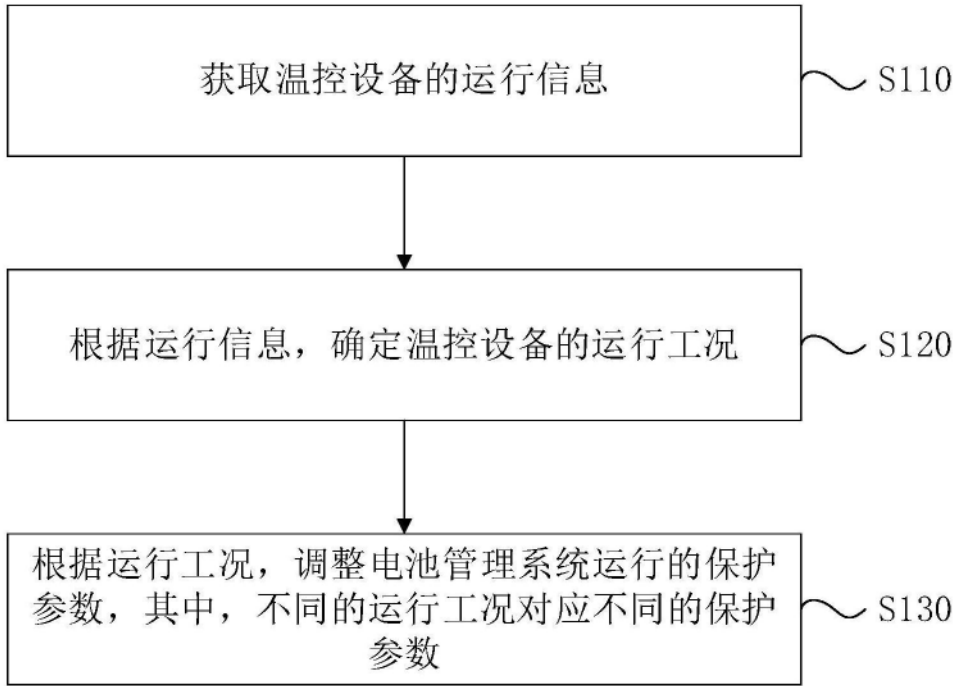 获取温控设备的运行信息
S110
根据运行信息，确定温控设备的运行工况
S120
根据运行工况，调整电池管理系统运行的保护
参数，其中，不同的运行工况对应不同的保护
参数
S130